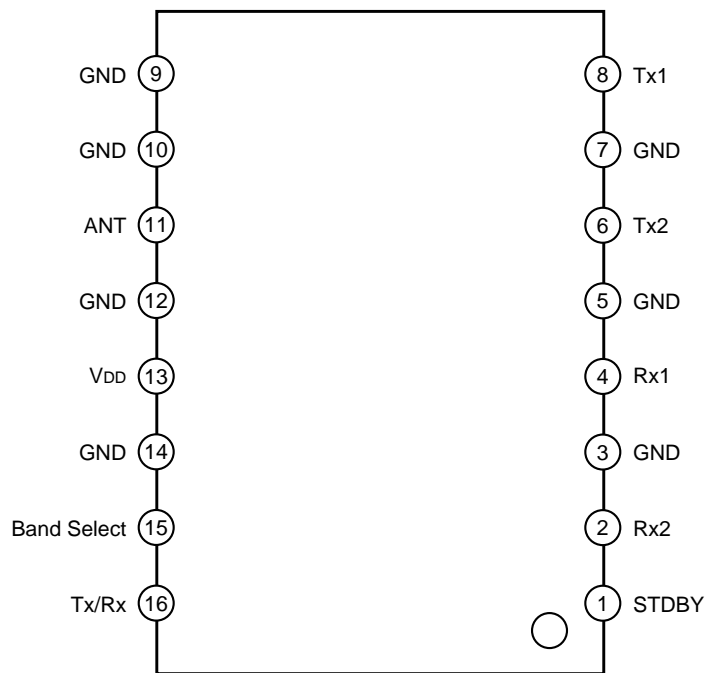 GND 9 8 Tx1
GND 10 7 GND
ANT 11 6 Tx2
GND 12 5 GND
VDD 13 4 Rx1
GND 14 3 GND
Band Select 15 2 Rx2
Tx/Rx 16 1 STDBY